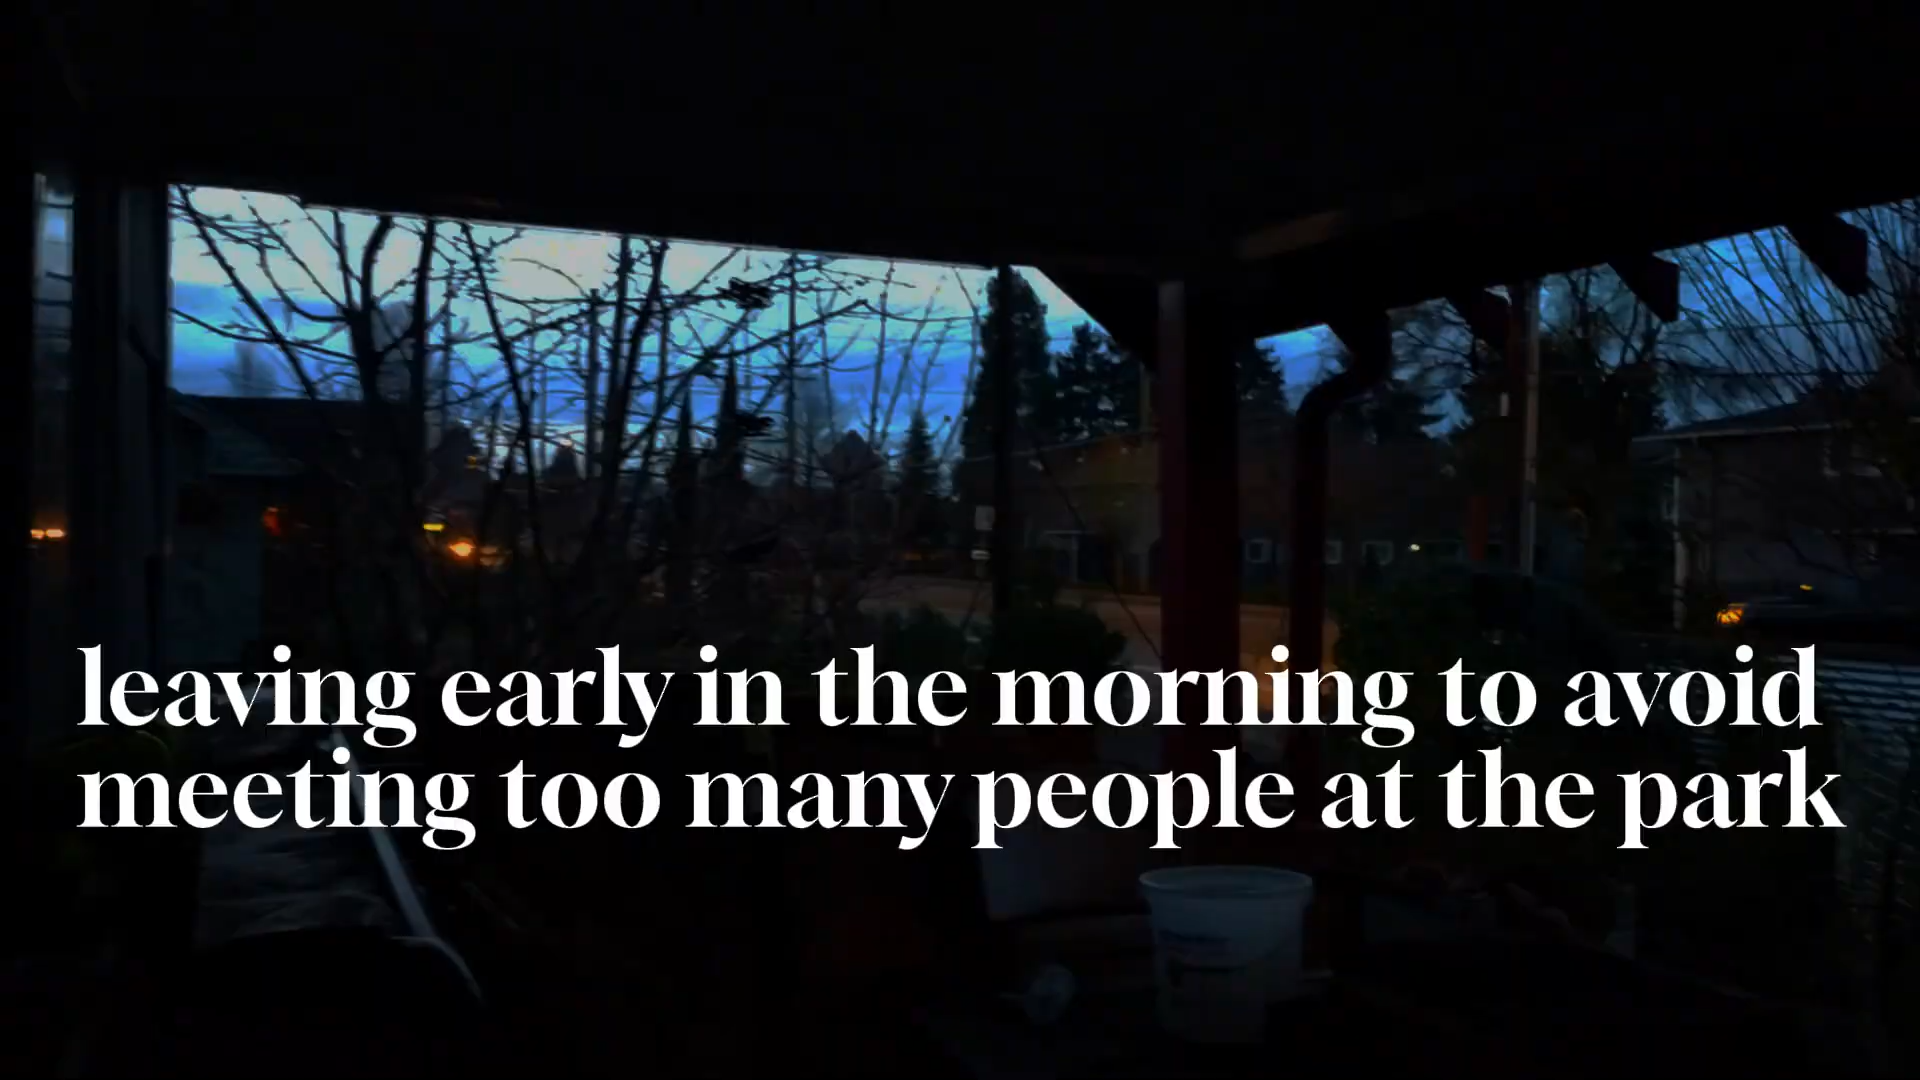 leaving early in the morning to avoid
meeting too many people at the park